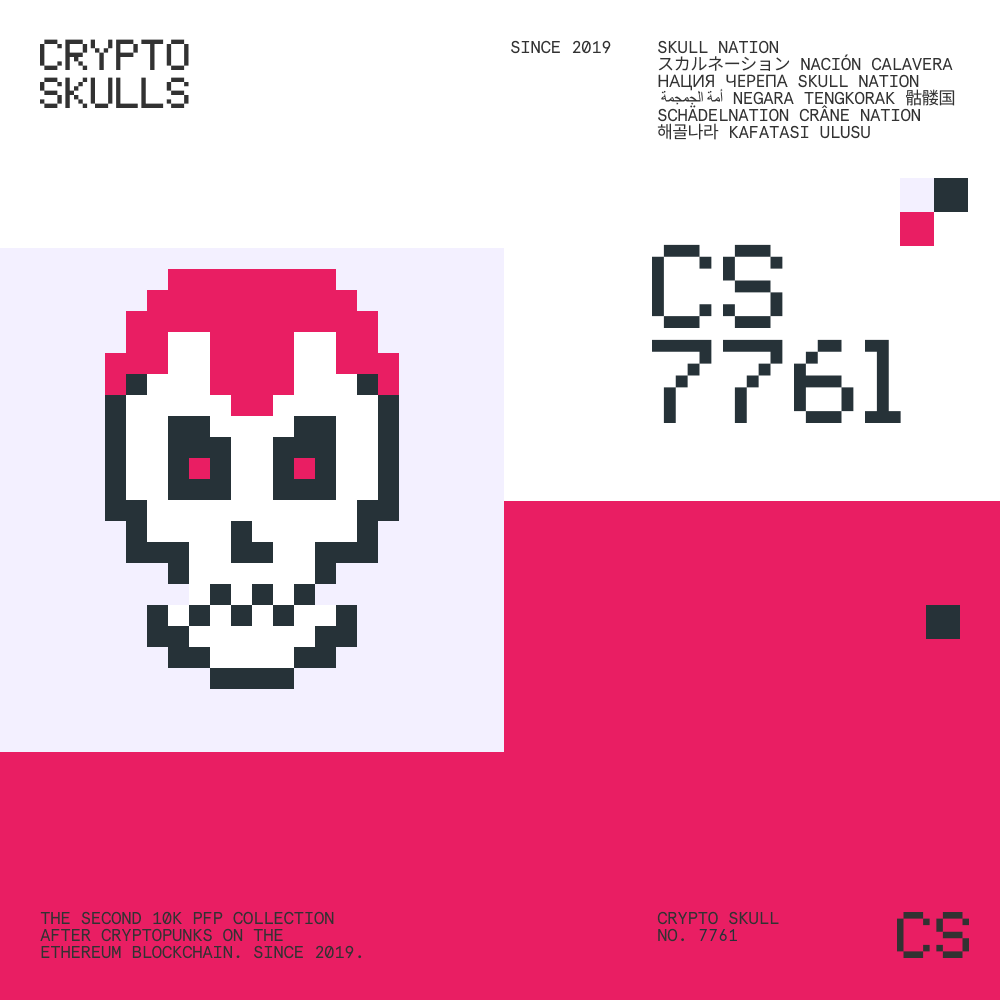 CRYPTO
SKULLS
SINCE 2019
SKULL NATION
スカルネーション NACIÓN CALAVERA
НАЦИЯ ЧЕРЕПА SKULL NATION
أمة الجمجمة NEGARA TENGKORAK 骷髅国
SCHÄDELNATION CRÂNE NATION
해골나라 KAFATASI ULUSU
CS
7761
THE SECOND 10K PFP COLLECTION
AFTER CRYPTOPUNKS ON THE
ETHEREUM BLOCKCHAIN. SINCE 2019.
CRYPTO SKULL
NO. 7761
CS